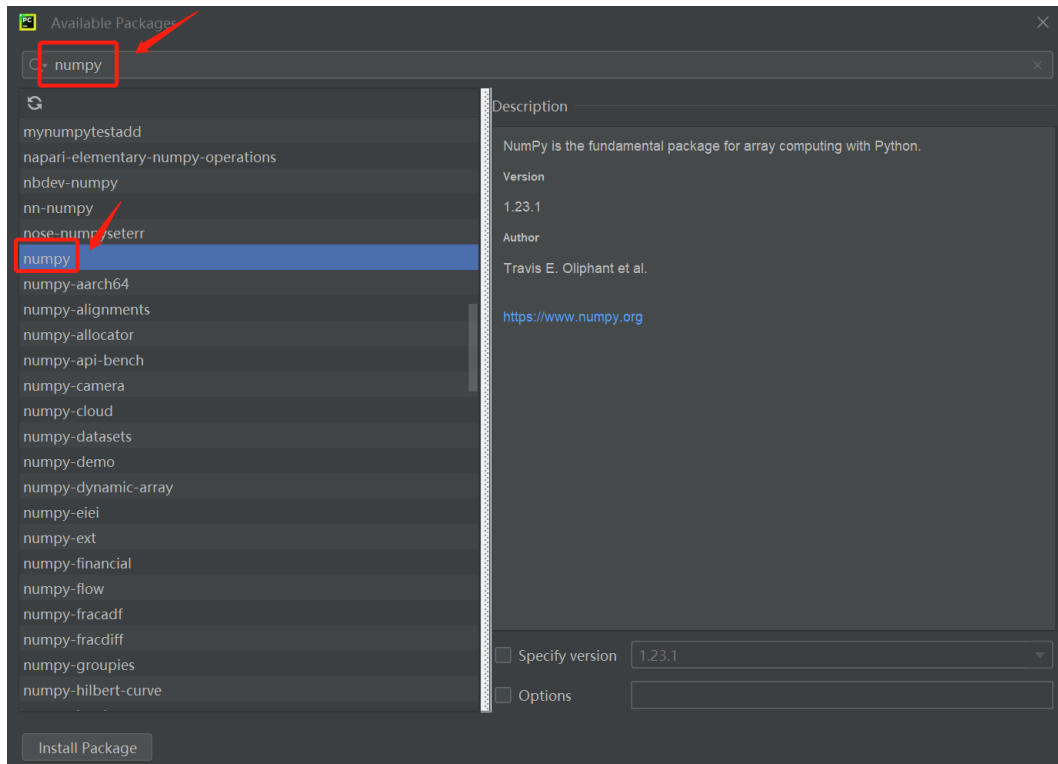 PC
Available Packages
numpy
mynumpytestadd
napari-elementary-numpy-operations
nbdev-numpy
nn-numpy
nose-numpyseterr
numpy
numpy-aarch64
numpy-alignments
numpy-allocator
numpy-api-bench
numpy-camera
numpy-cloud
numpy-datasets
numpy-demo
numpy-dynamic-array
numpy-eiei
numpy-ext
numpy-financial
numpy-flow
numpy-fracadf
numpy-fracdiff
numpy-groupies
numpy-hilbert-curve
Description
NumPy is the fundamental package for array computing with Python.
Version
1.23.1
Author
Travis E. Oliphant et al.
https://www.numpy.org
Specify version 1.23.1
Options
Install Package